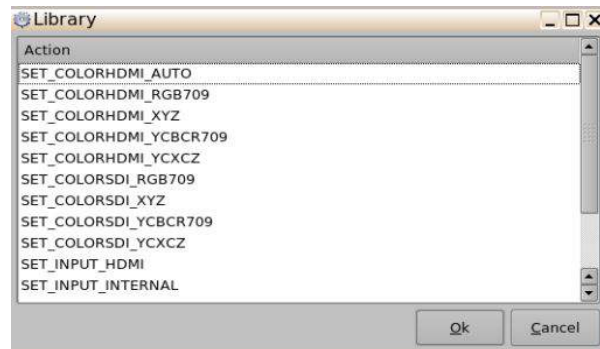 Library
Action
SET_COLORHDMI_AUTO
SET_COLORHDMI_RGB709
SET_COLORHDMI_XYZ
SET_COLORHDMI_YCBCR709
SET_COLORHDMI_YCXCZ
SET_COLORSDI_RGB709
SET_COLORSDI_XYZ
SET_COLORSDI_YCBCR709
SET_COLORSDI_YCXCZ
SET_INPUT_HDMI
SET_INPUT_INTERNAL
Ok Cancel